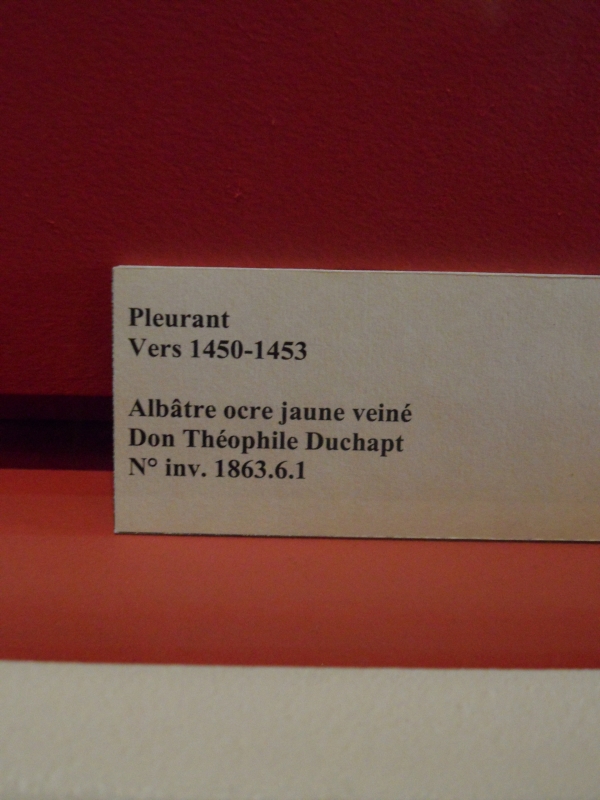 Pleurant
Vers 1450-1453
Albâtre ocre jaune veiné
Don Théophile Duchapt
N° inv. 1863.6.1